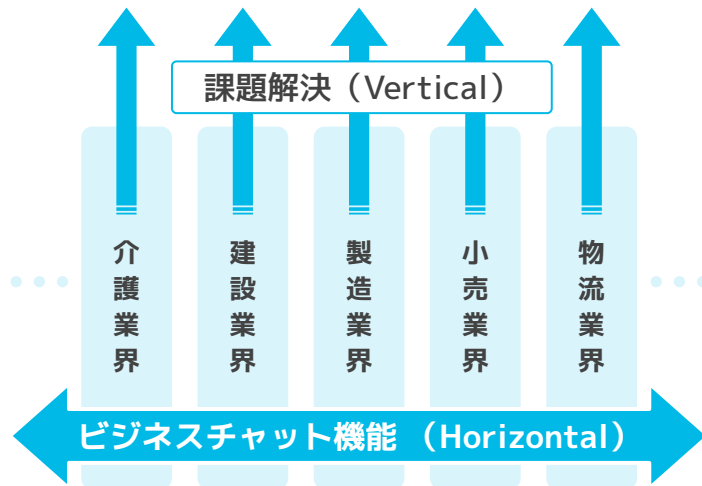 課題解決（Vertical）
介護業界
建設業界
製造業界
小売業界
物流業界
ビジネスチャット機能 （Horizontal）